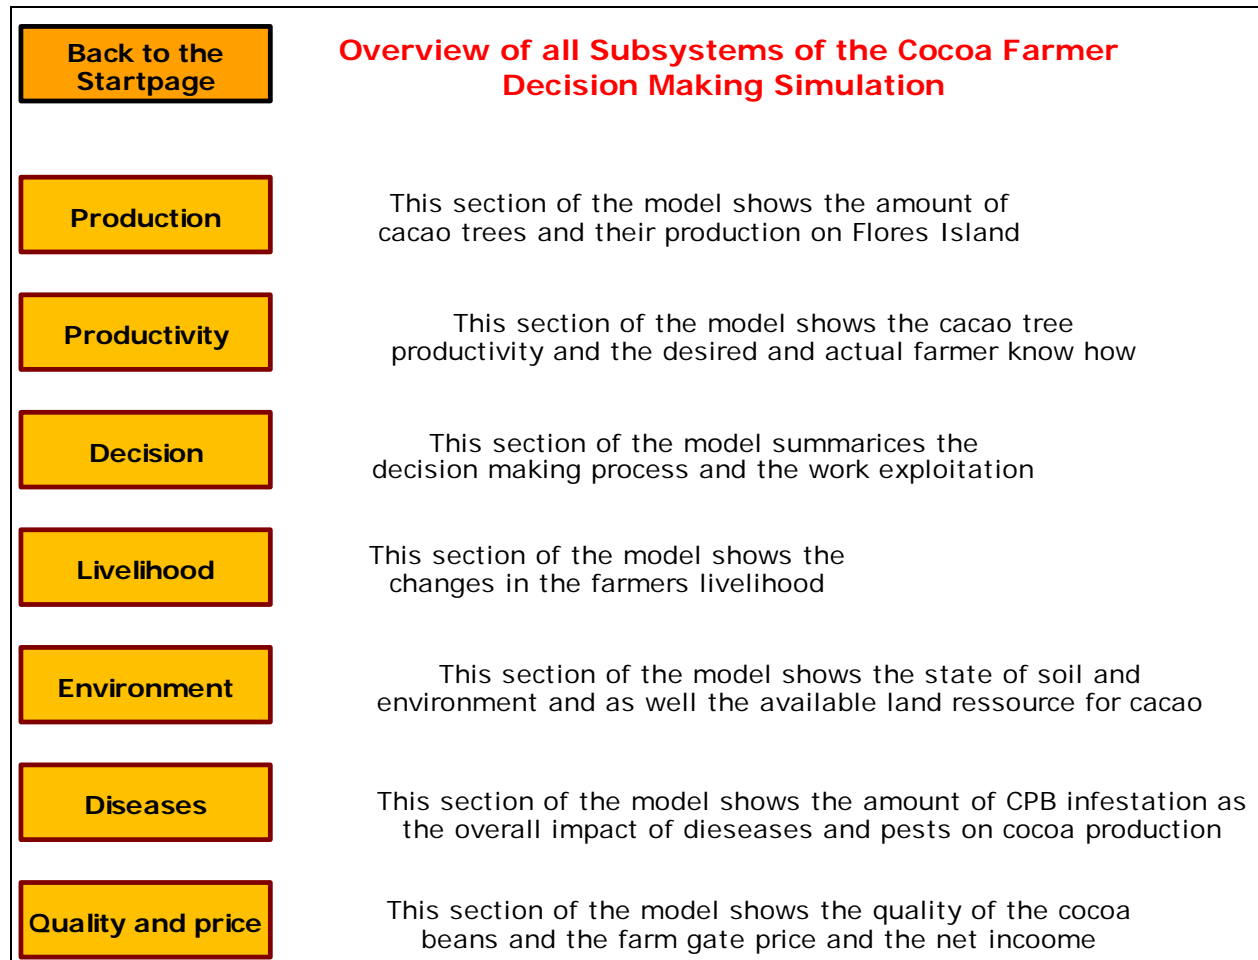 Back to the
Startpage
Overview of all Subsystems of the Cocoa Farmer
Decision Making Simulation
Production
This section of the model shows the amount of
cacao trees and their production on Flores Island
Productivity
This section of the model shows the cacao tree
productivity and the desired and actual farmer know how
Decision
This section of the model summarices the
decision making process and the work exploitation
Livelihood
This section of the model shows the
changes in the farmers livelihood
Environment
This section of the model shows the state of soil and
environment and as well the available land ressource for cacao
Diseases
This section of the model shows the amount of CPB infestation as
the overall impact of dieseases and pests on cocoa production
Quality and price
This section of the model shows the quality of the cocoa
beans and the farm gate price and the net incoome